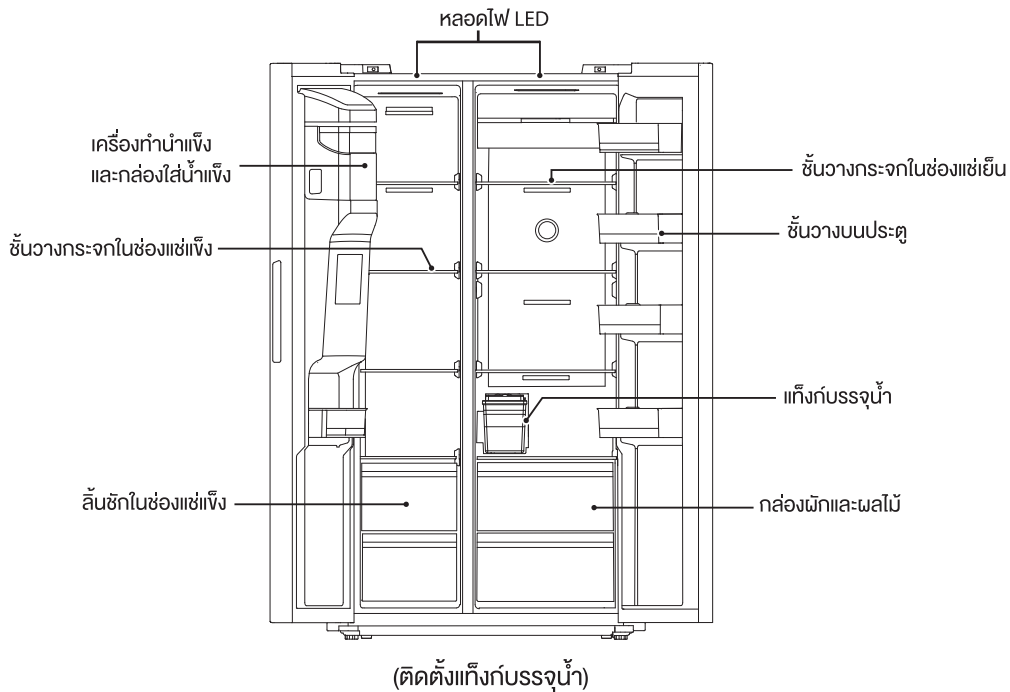 หลอดไฟ LED
เครื่องทำนำแข็ง
และกล่องใส่น้ำแข็ง
ชั้นวางกระจกในช่องแช่เย็น
ชั้นวางบนประตู
ชั้นวางกระจกในช่องแช่แข็ง
แท็งก์บรรจุน้ำ
ลิ้นชักในช่องแช่แข็ง
กล่องผักและผลไม้
(ติดตั้งแท็งก์บรรจุน้ำ)